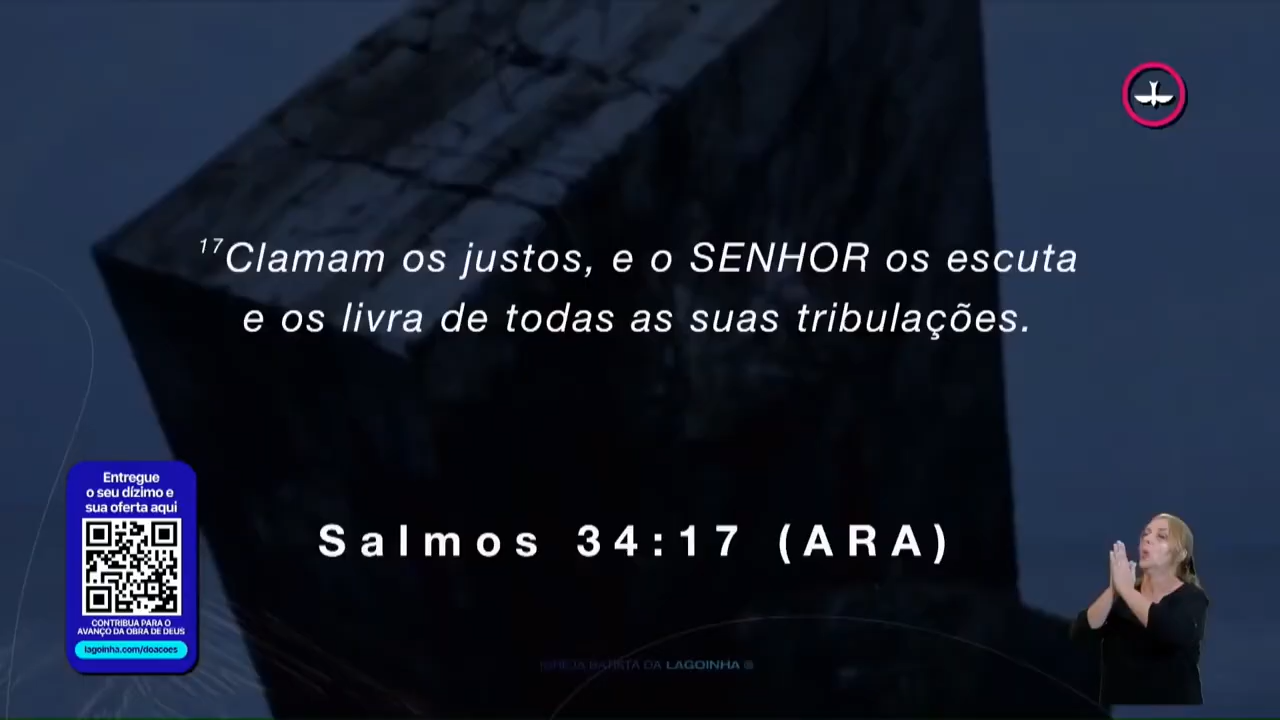 ¹⁷Clamam os justos, e o SENHOR os escuta
e os livra de todas as suas tribulações.
Salmos 34:17 (ARA)
Entregue
o seu dízimo e
sua oferta aqui
CONTRIBUA PARA O
AVANÇO DA OBRA DE DEUS
lagoinha.com/doacoes
IGREJA BATISTA DA LAGOINHA